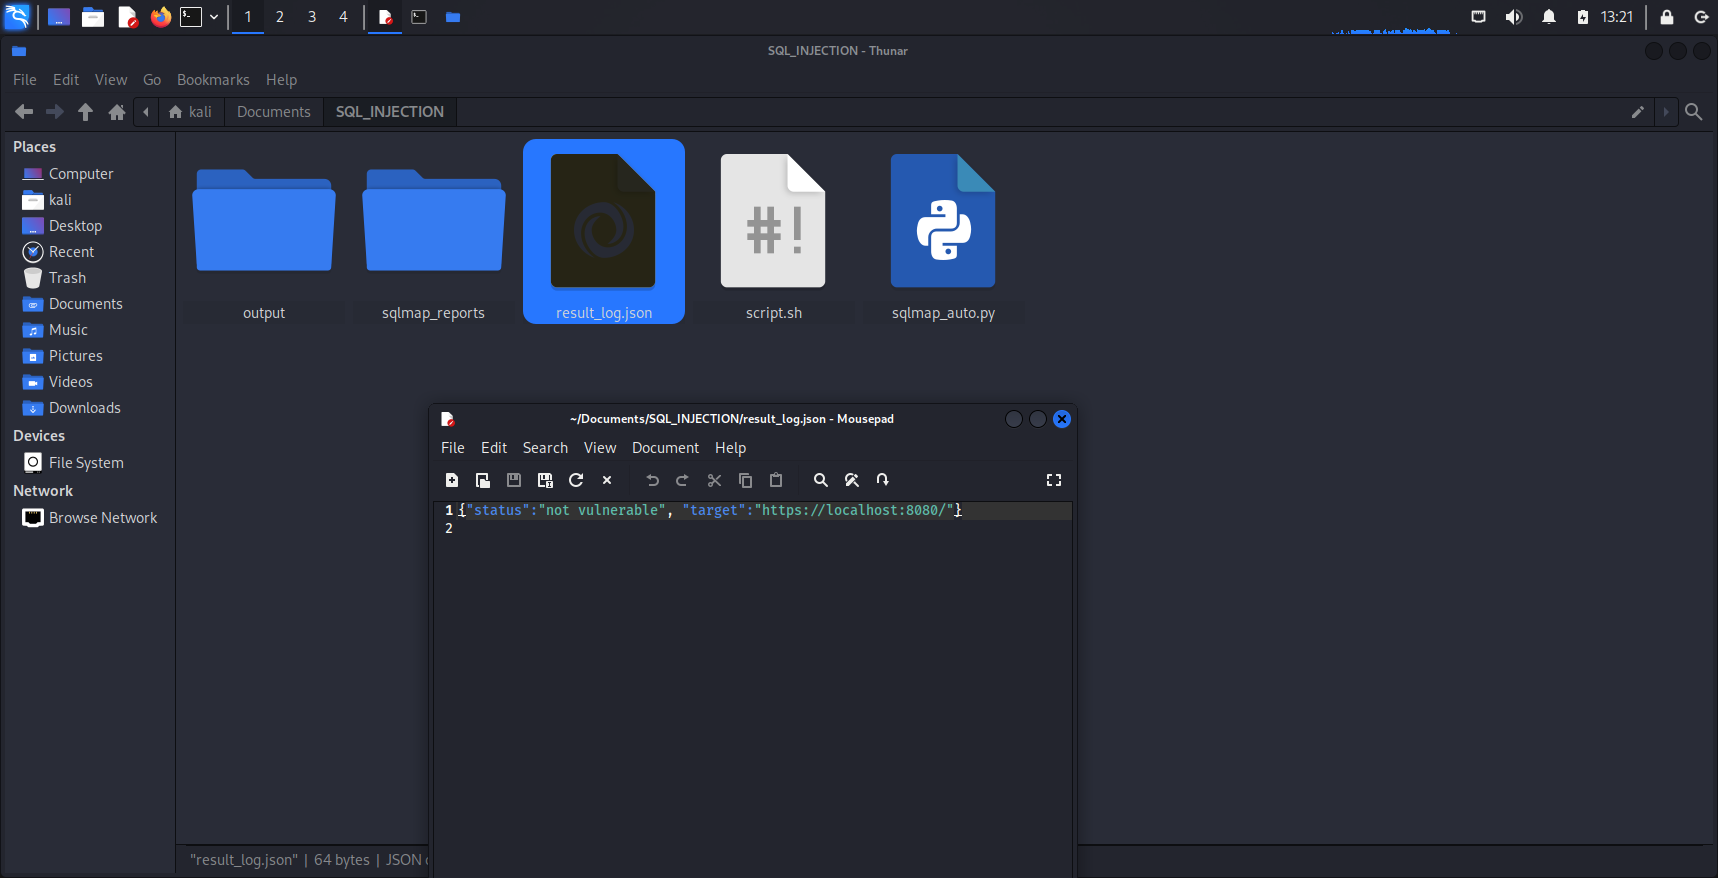 1 2 3 4 13:21
SQL_INJECTION - Thunar
File Edit View Go Bookmarks Help
kali Documents SQL_INJECTION
Places
Computer
kali
Desktop
Recent
Trash
Documents
Music
Pictures
Videos
Downloads
Devices
File System
Network
Browse Network
#!
output sqlmap_reports result_log.json script.sh sqlmap_auto.py
~/Documents/SQL_INJECTION/result_log.json - Mousepad
File Edit Search View Document Help
1 {"status":"not vulnerable", "target":"https://localhost:8080/"}
2
"result_log.json" | 64 bytes | JSON